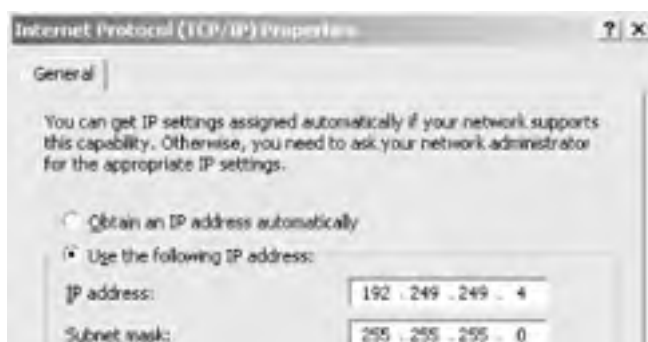 Internet Protocol (TCP/IP) Properties
General
You can get IP settings assigned automatically if your network supports
this capability. Otherwise, you need to ask your network administrator
for the appropriate IP settings.
Obtain an IP address automatically
Use the following IP address:
IP address: 192 . 249 . 249 . 4
Subnet mask: 255 . 255 . 255 . 0